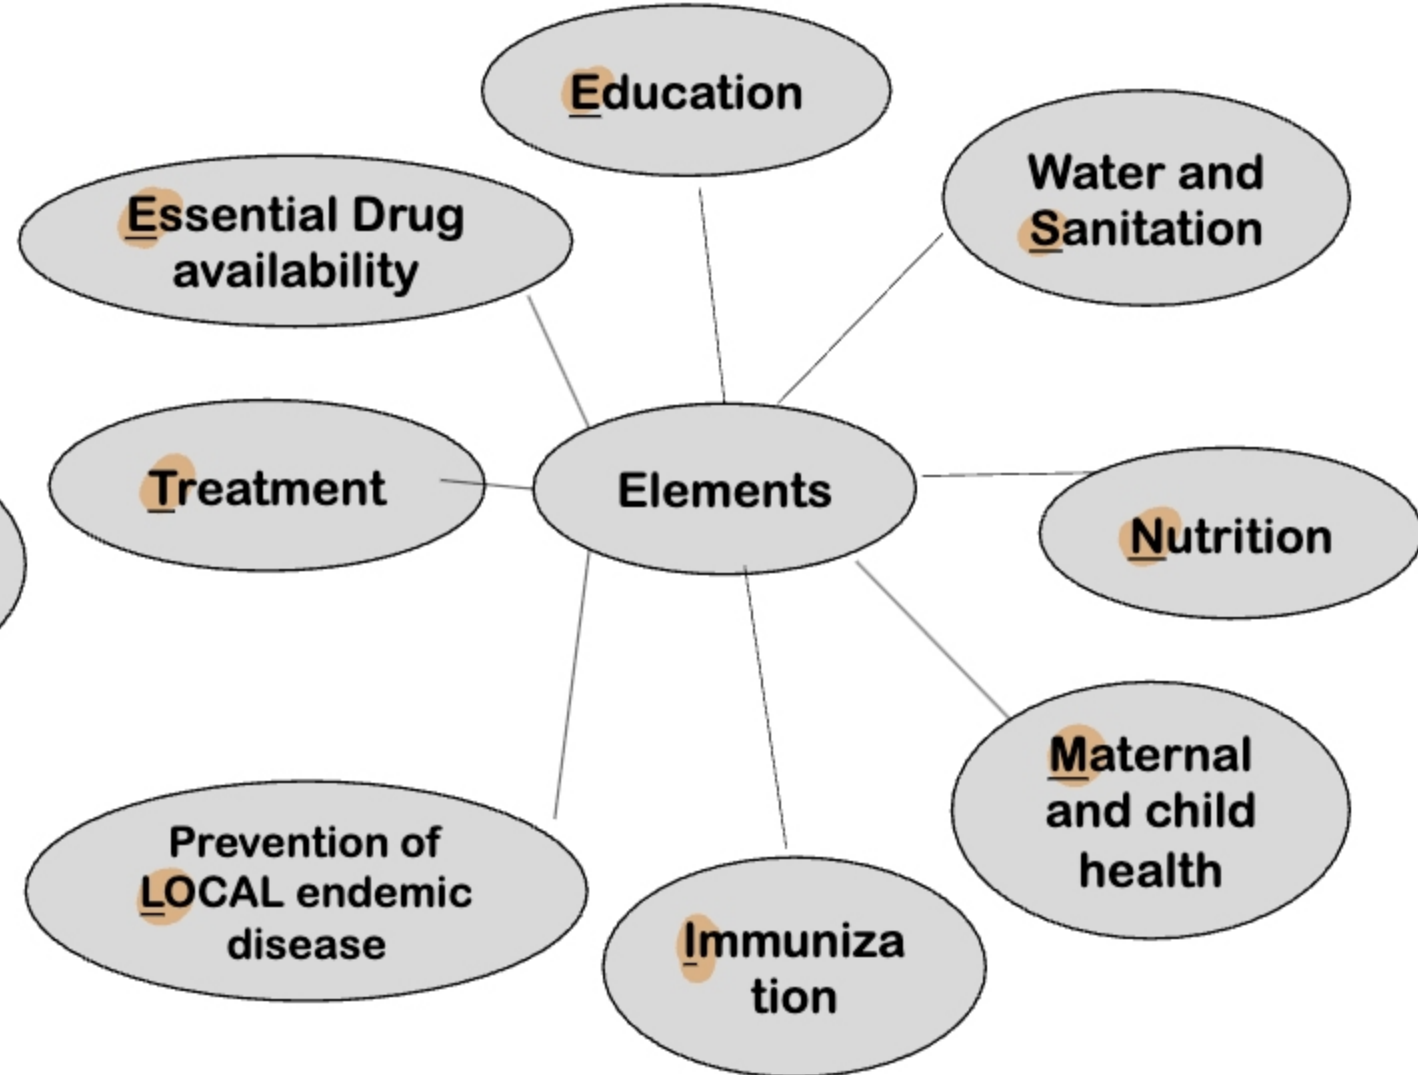 Education
Water and
Sanitation
Essential Drug
availability
Treatment
Elements
Nutrition
Maternal
and child
health
Prevention of
LOCAL endemic
disease
Immuniza
tion